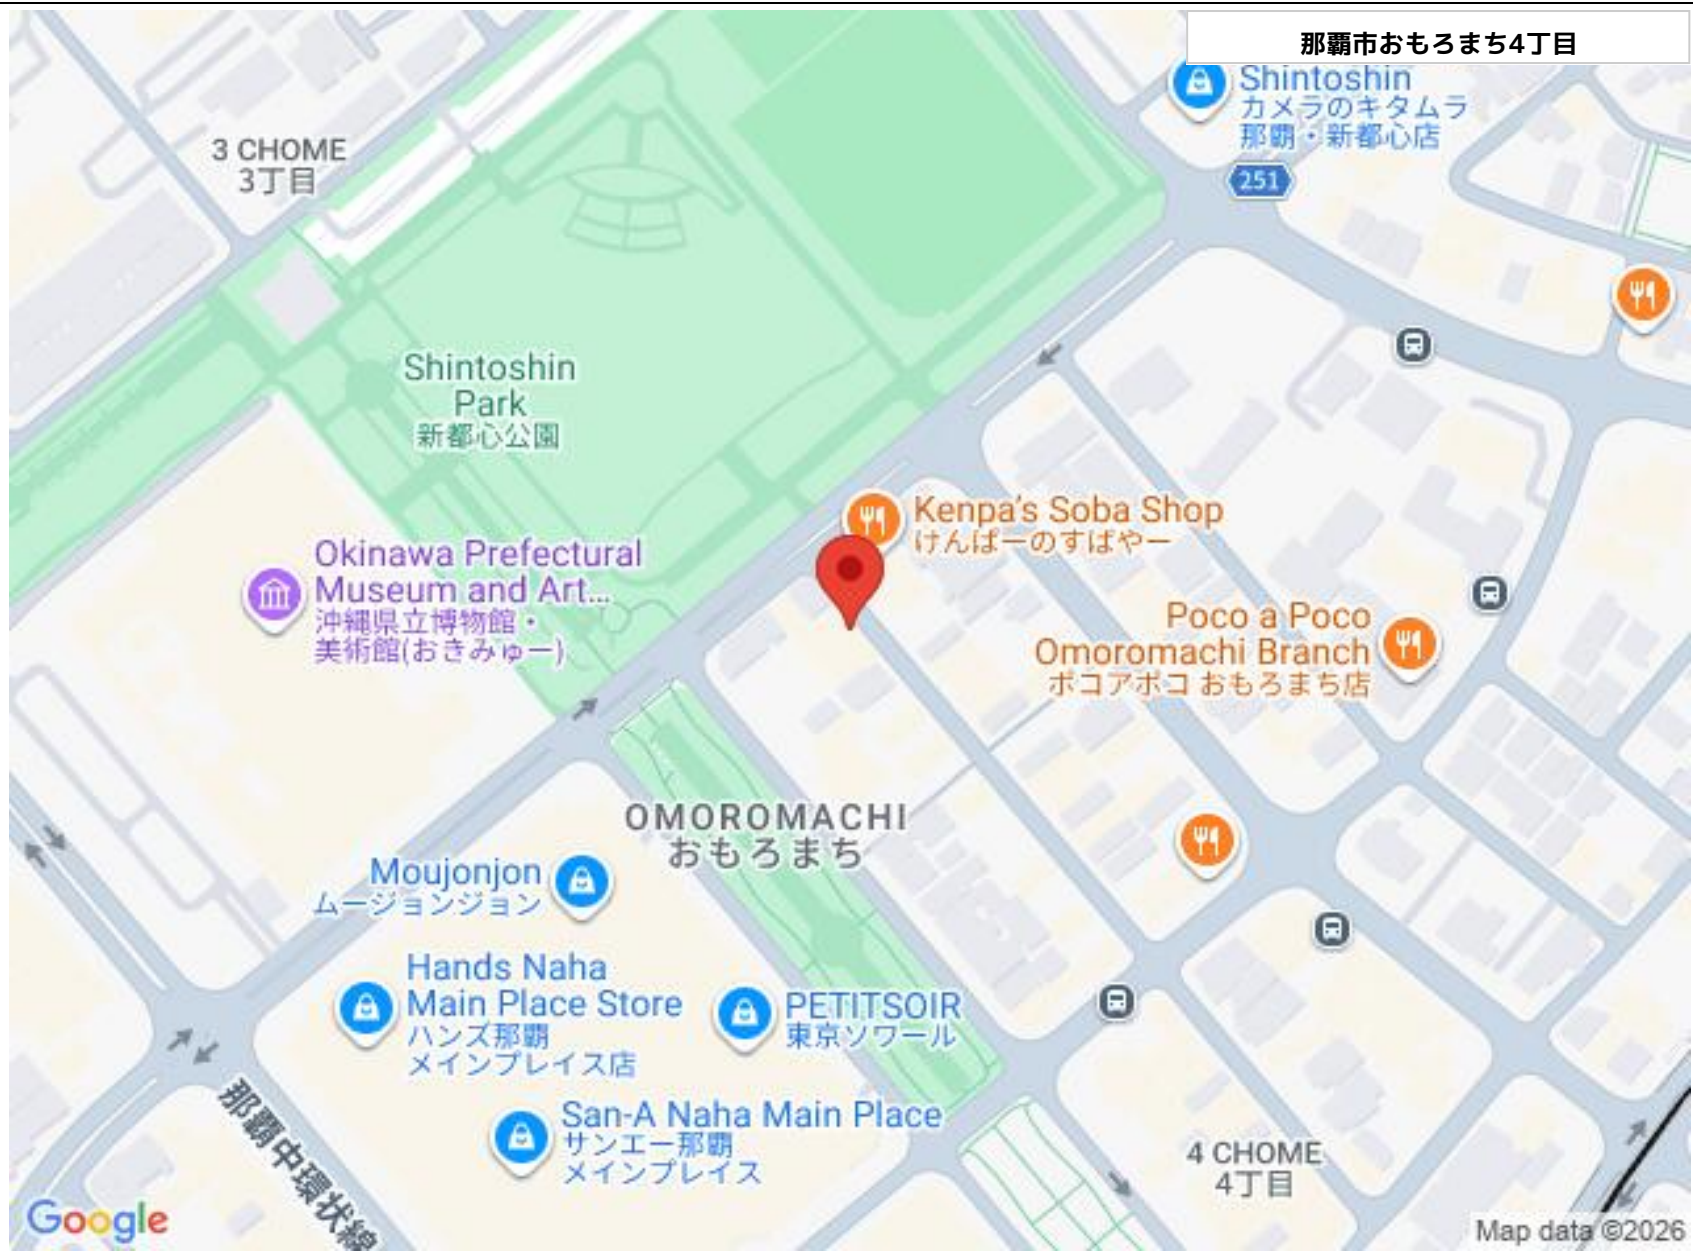 那覇市おもろまち4丁目
Shintoshin
カメラのキタムラ
那覇・新都心店
251
3 CHOME
3丁目
Shintoshin
Park
新都心公園
Kenpa's Soba Shop
けんぱーのすばやー
Okinawa Prefectural
Museum and Art...
沖縄県立博物館・
美術館(おきみゅー)
Poco a Poco
Omoromachi Branch
ポコアポコ おもろまち店
OMOROMACHI
おもろまち
Moujonjon
ムージョンジョン
Hands Naha
Main Place Store
ハンズ那覇
メインプレイス店
PETITSOIR
東京ソワール
San-A Naha Main Place
サンエー那覇
メインプレイス
4 CHOME
4丁目
那覇中環状線
Google
Map data ©2026